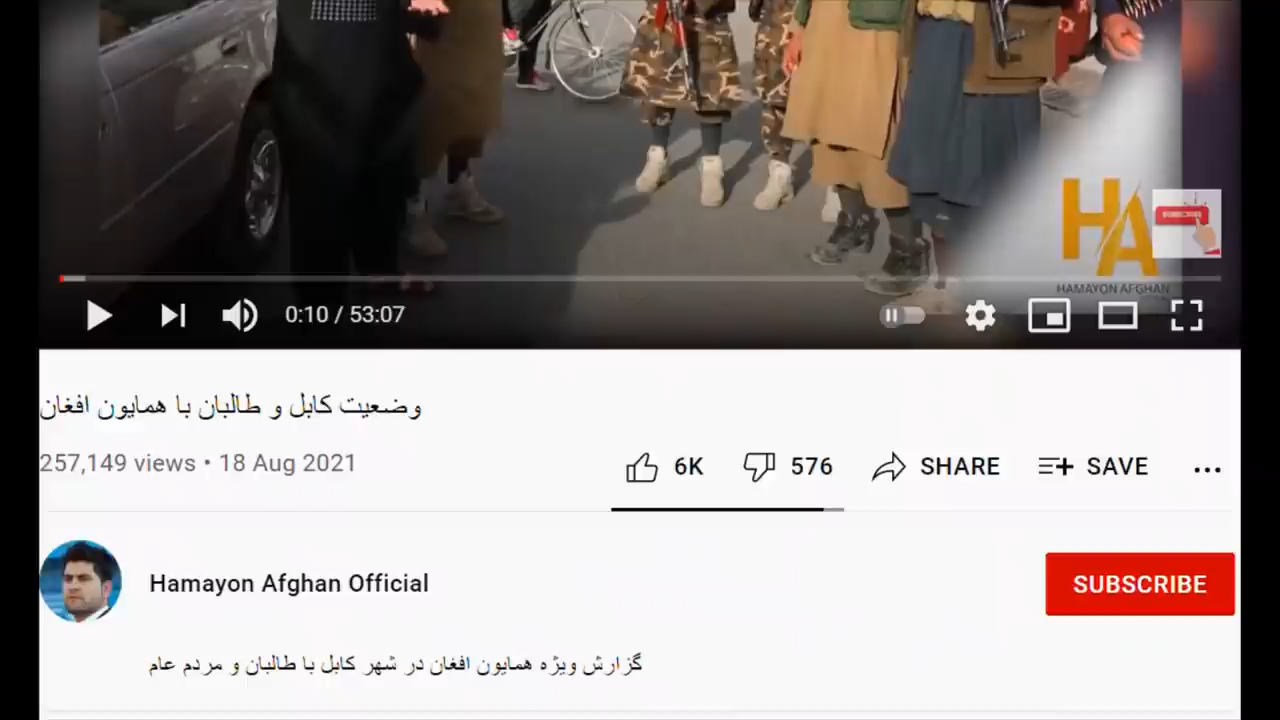 HA
SUBSCRIBE
HAMAYON AFGHAN
0:10 / 53:07
وضعیت کابل و طالبان با همایون افغان
257,149 views • 18 Aug 2021
6K
576
SHARE
SAVE
Hamayon Afghan Official
SUBSCRIBE
گزارش ویژه همایون افغان در شهر کابل با طالبان و مردم عام